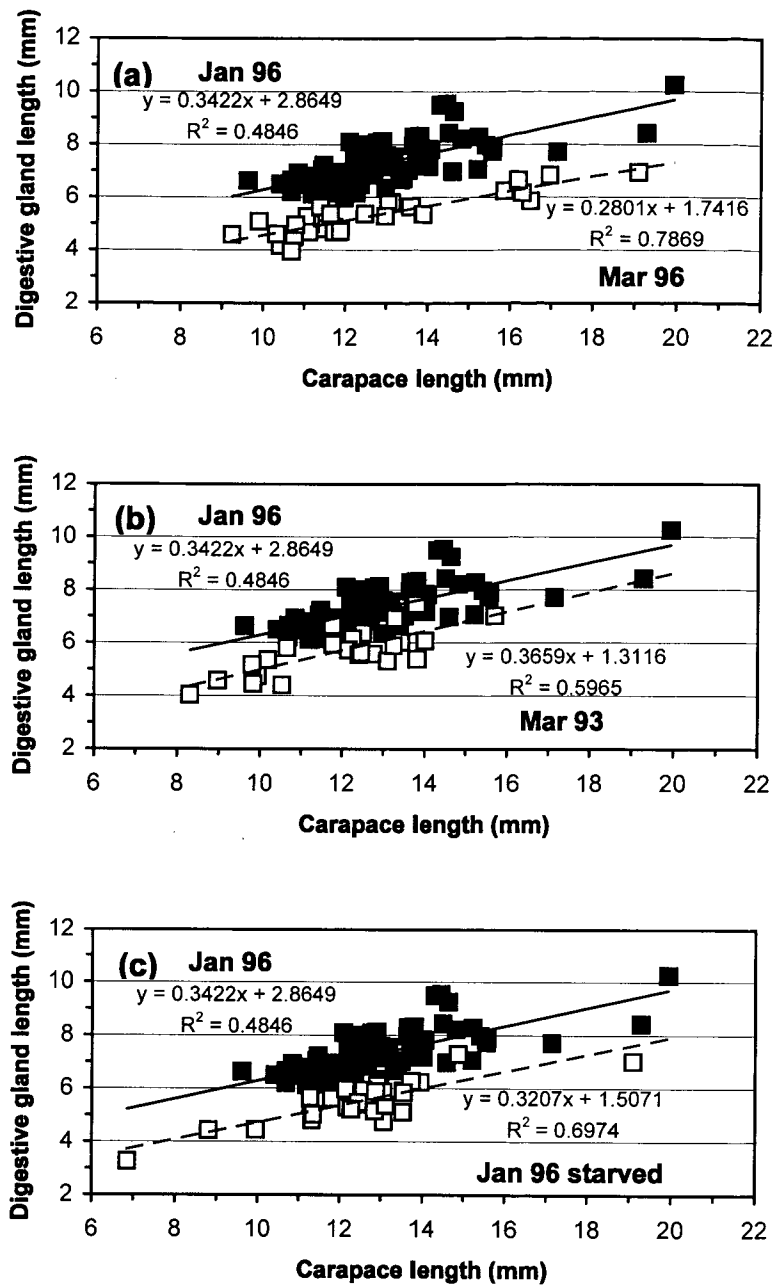 12
10
8
6
4
2
Digestive gland length (mm)
(a)
Jan 96
y = 0.3422x + 2.8649
R² = 0.4846
y = 0.2801x + 1.7416
R² = 0.7869
Mar 96
6 8 10 12 14 16 18 20 22
Carapace length (mm)
12
10
8
6
4
2
Digestive gland length (mm)
(b)
Jan 96
y = 0.3422x + 2.8649
R² = 0.4846
y = 0.3659x + 1.3116
R² = 0.5965
Mar 93
6 8 10 12 14 16 18 20 22
Carapace length (mm)
12
10
8
6
4
2
Digestive gland length (mm)
(c)
Jan 96
y = 0.3422x + 2.8649
R² = 0.4846
y = 0.3207x + 1.5071
R² = 0.6974
Jan 96 starved
6 8 10 12 14 16 18 20 22
Carapace length (mm)